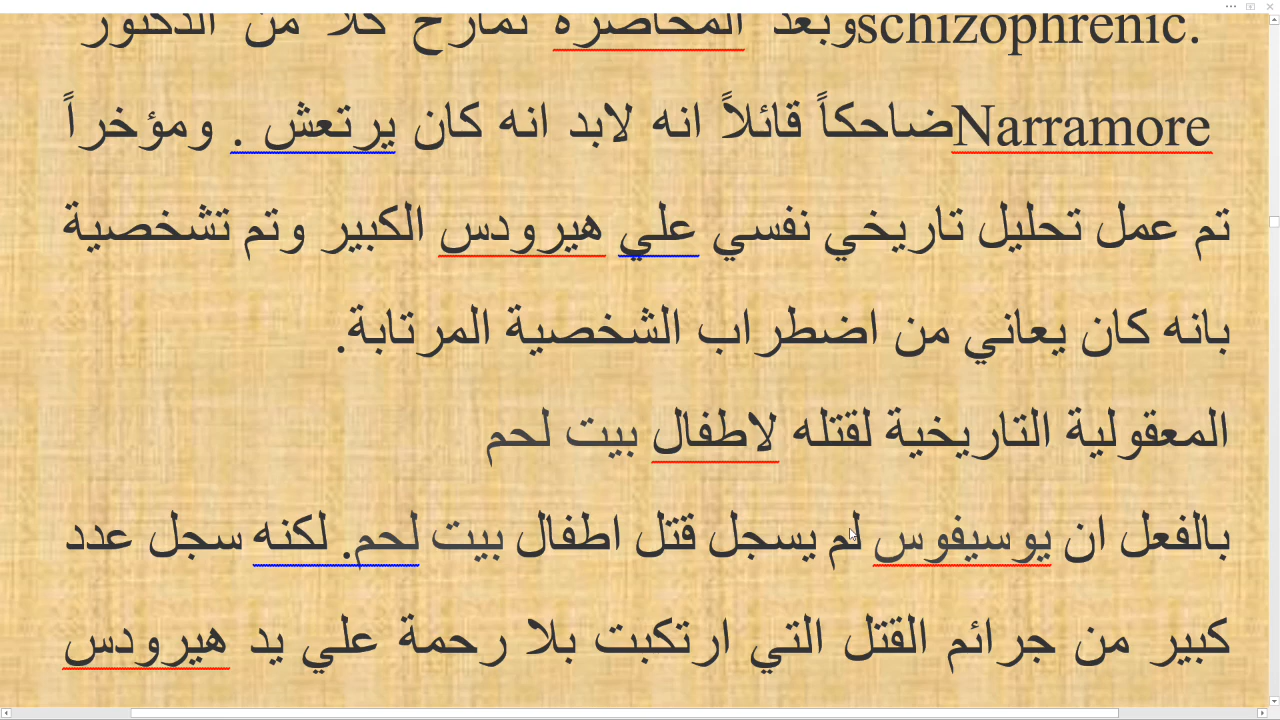 schizophrenic. وبعد المحاضره تمازح كلا من الدكتور
Narramore ضاحكاً قائلاً انه لابد انه كان يرتعش . ومؤخراً
تم عمل تحليل تاريخي نفسي علي هيرودس الكبير وتم تشخصية
بانه كان يعاني من اضطراب الشخصية المرتابة.
المعقولية التاريخية لقتله لاطفال بيت لحم
بالفعل ان يوسيفوس لم يسجل قتل اطفال بيت لحم. لكنه سجل عدد
كبير من جرائم القتل التي ارتكبت بلا رحمة علي يد هيرودس